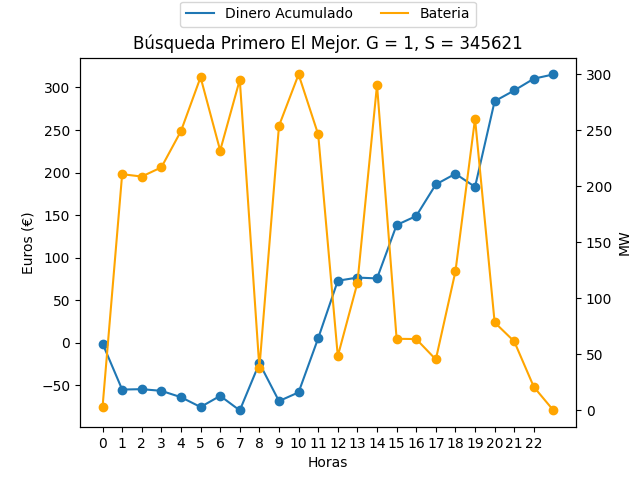 Dinero Acumulado Bateria
Búsqueda Primero El Mejor. G = 1, S = 345621
300
250
200
150
100
50
0
−50
Euros (€)
300
250
200
150
100
50
0
MW
0 1 2 3 4 5 6 7 8 9 10 11 12 13 14 15 16 17 18 19 20 21 22
Horas